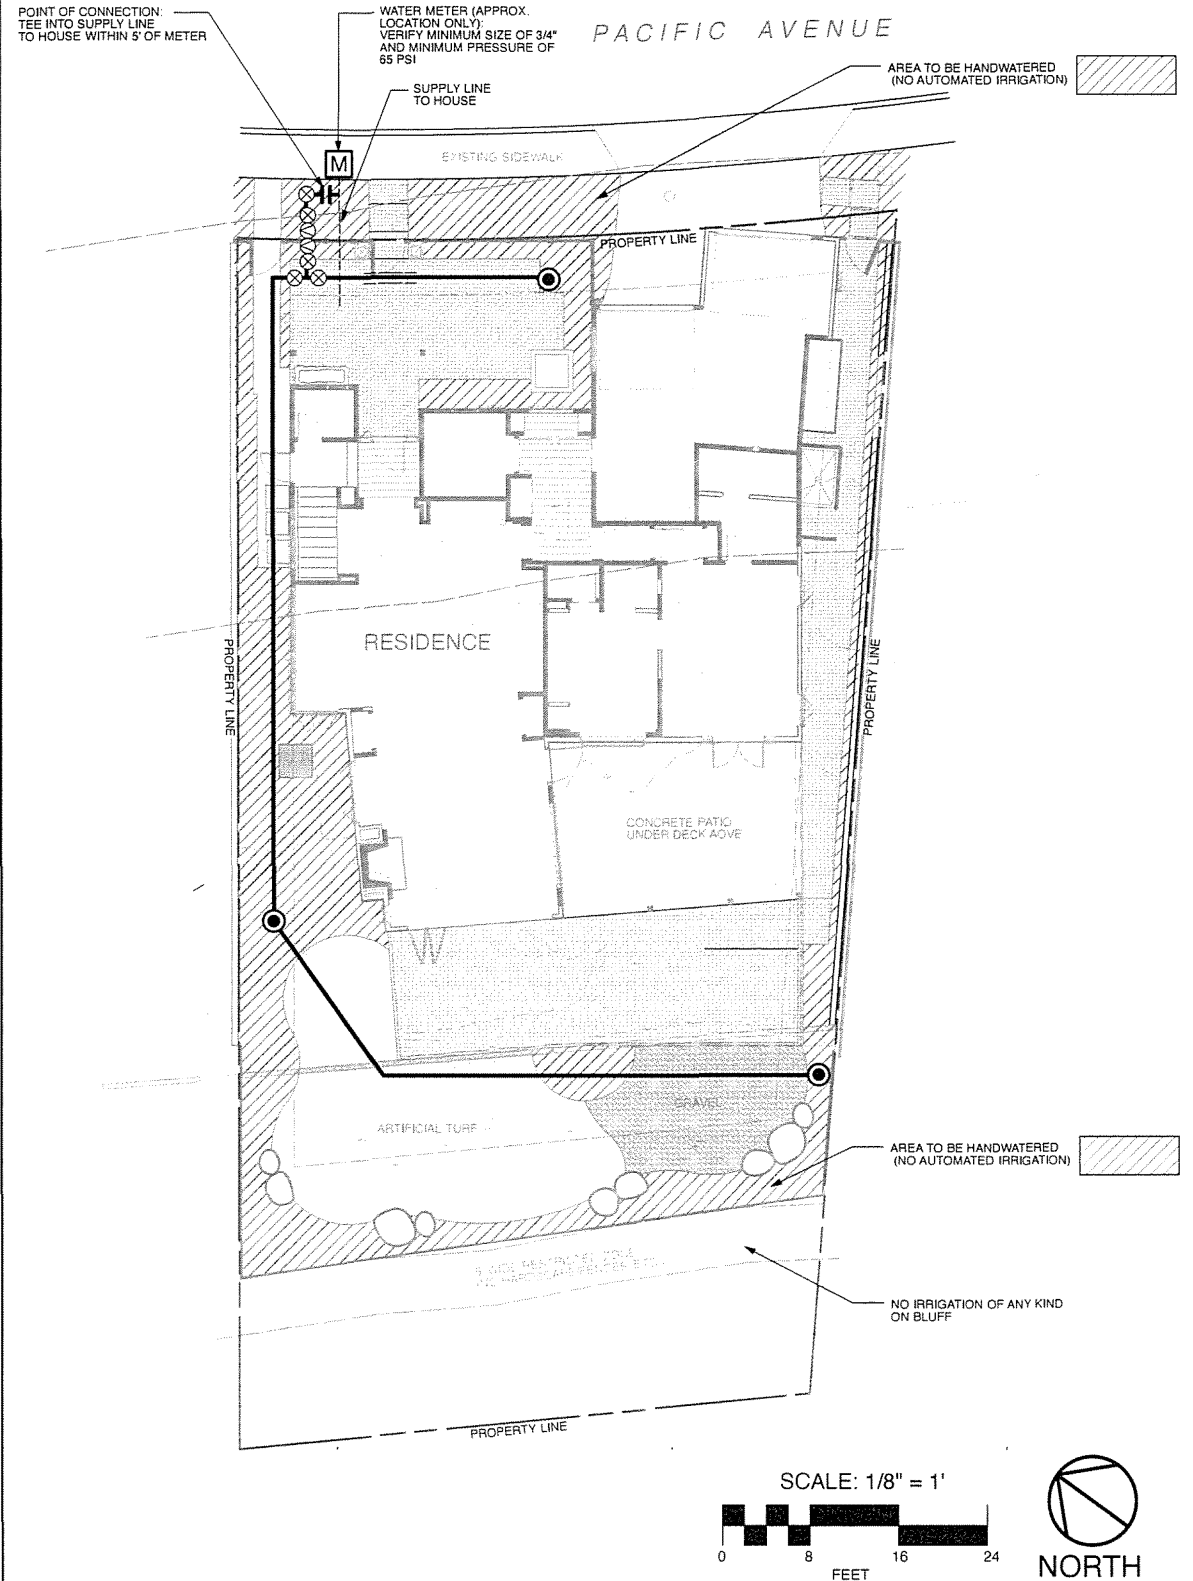 POINT OF CONNECTION:
TEE INTO SUPPLY LINE
TO HOUSE WITHIN 5' OF METER
WATER METER (APPROX.
LOCATION ONLY):
VERIFY MINIMUM SIZE OF 3/4"
AND MINIMUM PRESSURE OF
65 PSI
PACIFIC AVENUE
AREA TO BE HANDWATERED
(NO AUTOMATED IRRIGATION)
SUPPLY LINE
TO HOUSE
EXISTING SIDEWALK
M
PROPERTY LINE
RESIDENCE
PROPERTY LINE
PROPERTY LINE
CONCRETE PATIO
UNDER DECK AOVE
GRAVEL
ARTIFICIAL TURF
AREA TO BE HANDWATERED
(NO AUTOMATED IRRIGATION)
NO IRRIGATION OF ANY KIND
ON BLUFF
PROPERTY LINE
SCALE: 1/8" = 1'
0 8 16 24
FEET
NORTH